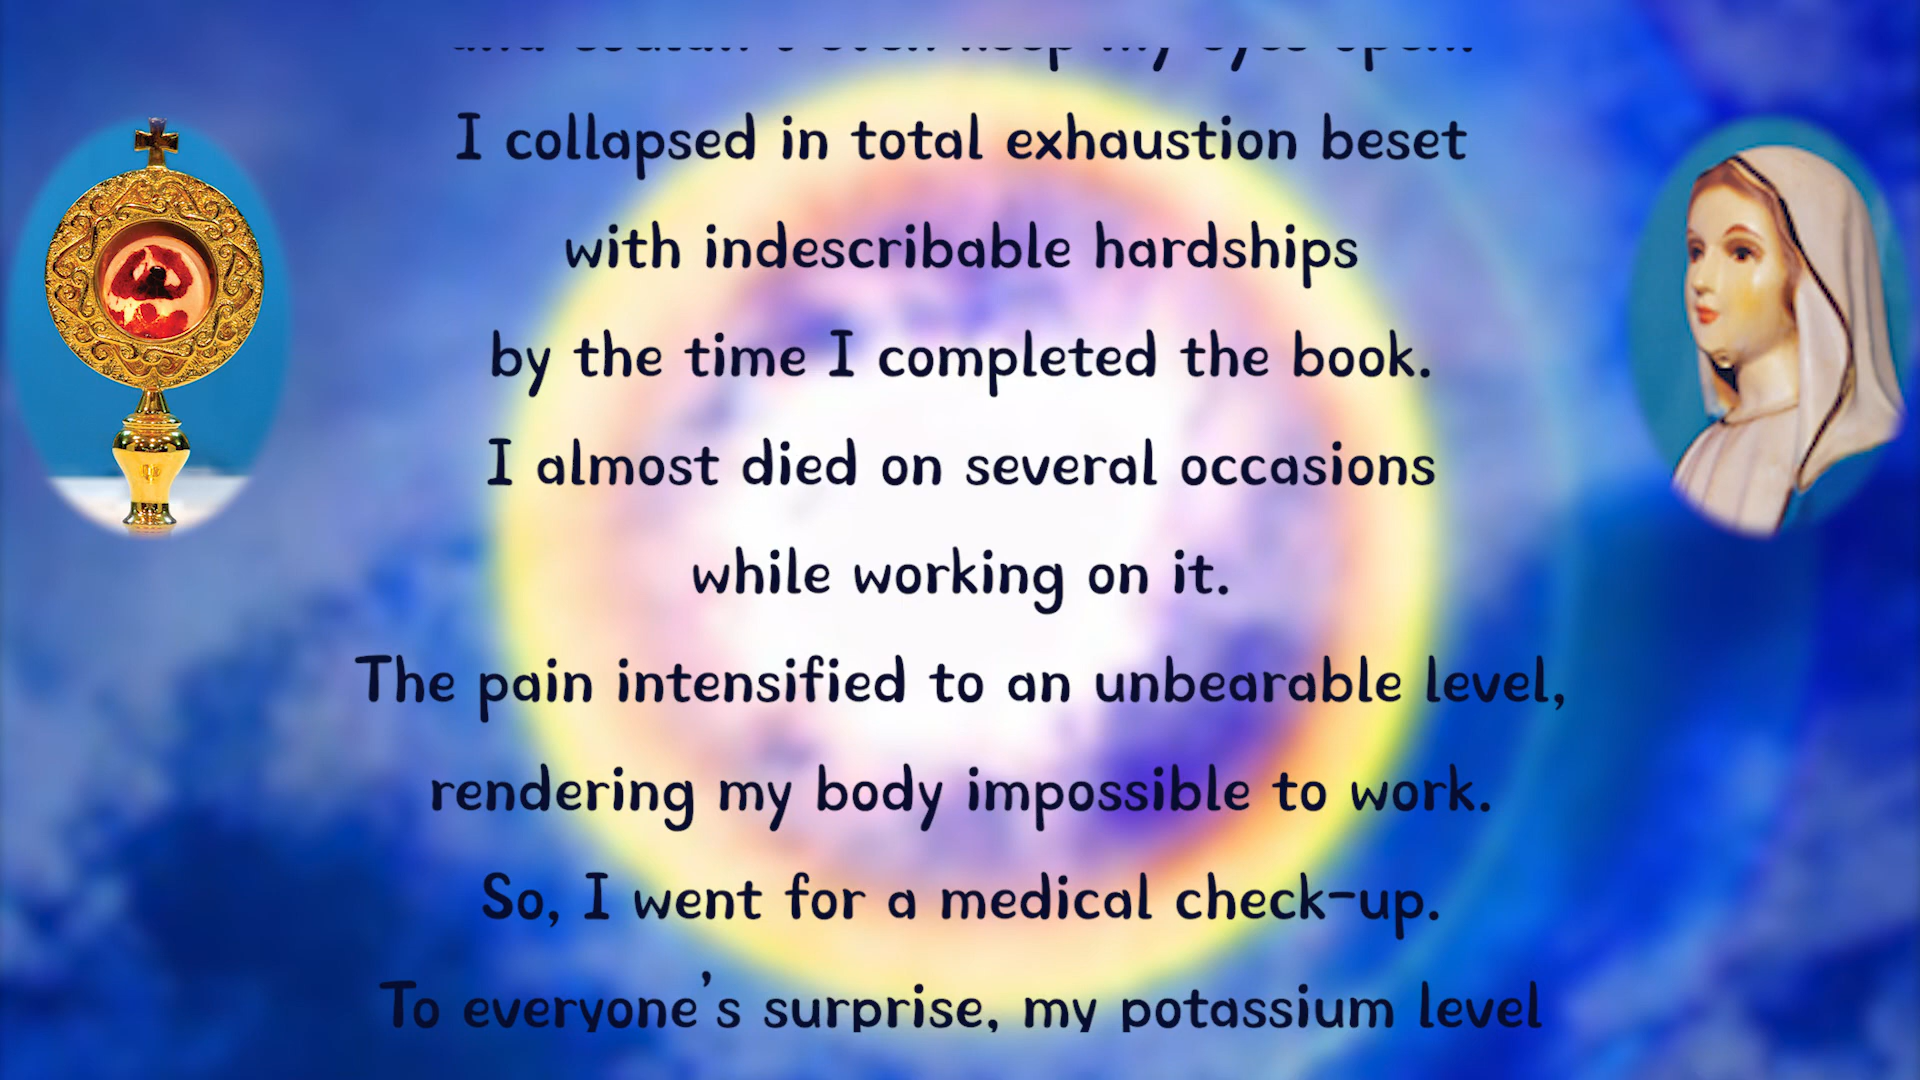 I collapsed in total exhaustion beset
with indescribable hardships
by the time I completed the book.
I almost died on several occasions
while working on it.
The pain intensified to an unbearable level,
rendering my body impossible to work.
So, I went for a medical check-up.
To everyone's surprise, my potassium level